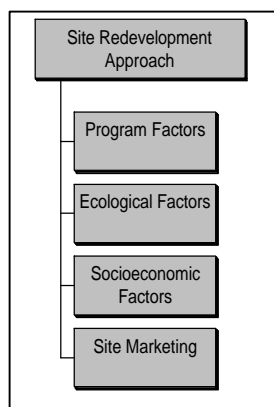 Site Redevelopment
Approach
Program Factors
Ecological Factors
Socioeconomic
Factors
Site Marketing